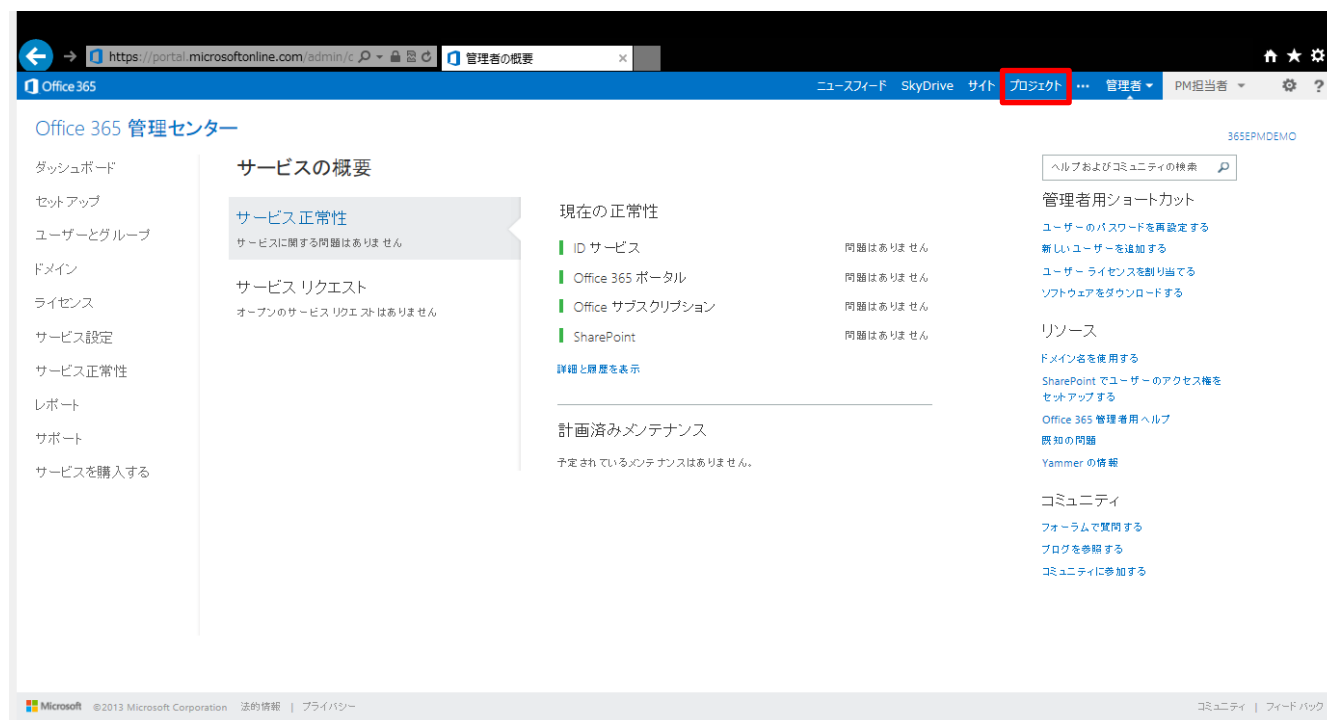 https://portal.microsoftonline.com/admin/c
管理者の概要
Office 365
ニュースフィード SkyDrive サイト プロジェクト ••• 管理者 PM担当者 ?
Office 365 管理センター
365EPMDEMO
ダッシュボード
セットアップ
ユーザーとグループ
ドメイン
ライセンス
サービス設定
サービス正常性
レポート
サポート
サービスを購入する
サービスの概要
サービス正常性
サービスに関する問題はありません
サービス リクエスト
オープンのサービス リクエストはありません
現在の正常性
ID サービス 問題はありません
Office 365 ポータル 問題はありません
Office サブスクリプション 問題はありません
SharePoint 問題はありません
詳細と履歴を表示
計画済みメンテナンス
予定されているメンテナンスはありません。
ヘルプおよびコミュニティの検索
管理者用ショートカット
ユーザーのパスワードを再設定する
新しいユーザーを追加する
ユーザー ライセンスを割り当てる
ソフトウェアをダウンロードする
リソース
ドメイン名を使用する
SharePoint でユーザーのアクセス権を
セットアップする
Office 365 管理者用ヘルプ
既知の問題
Yammer の情報
コミュニティ
フォーラムで質問する
ブログを参照する
コミュニティに参加する
Microsoft ©2013 Microsoft Corporation 法的情報 | プライバシー
コミュニティ | フィードバック